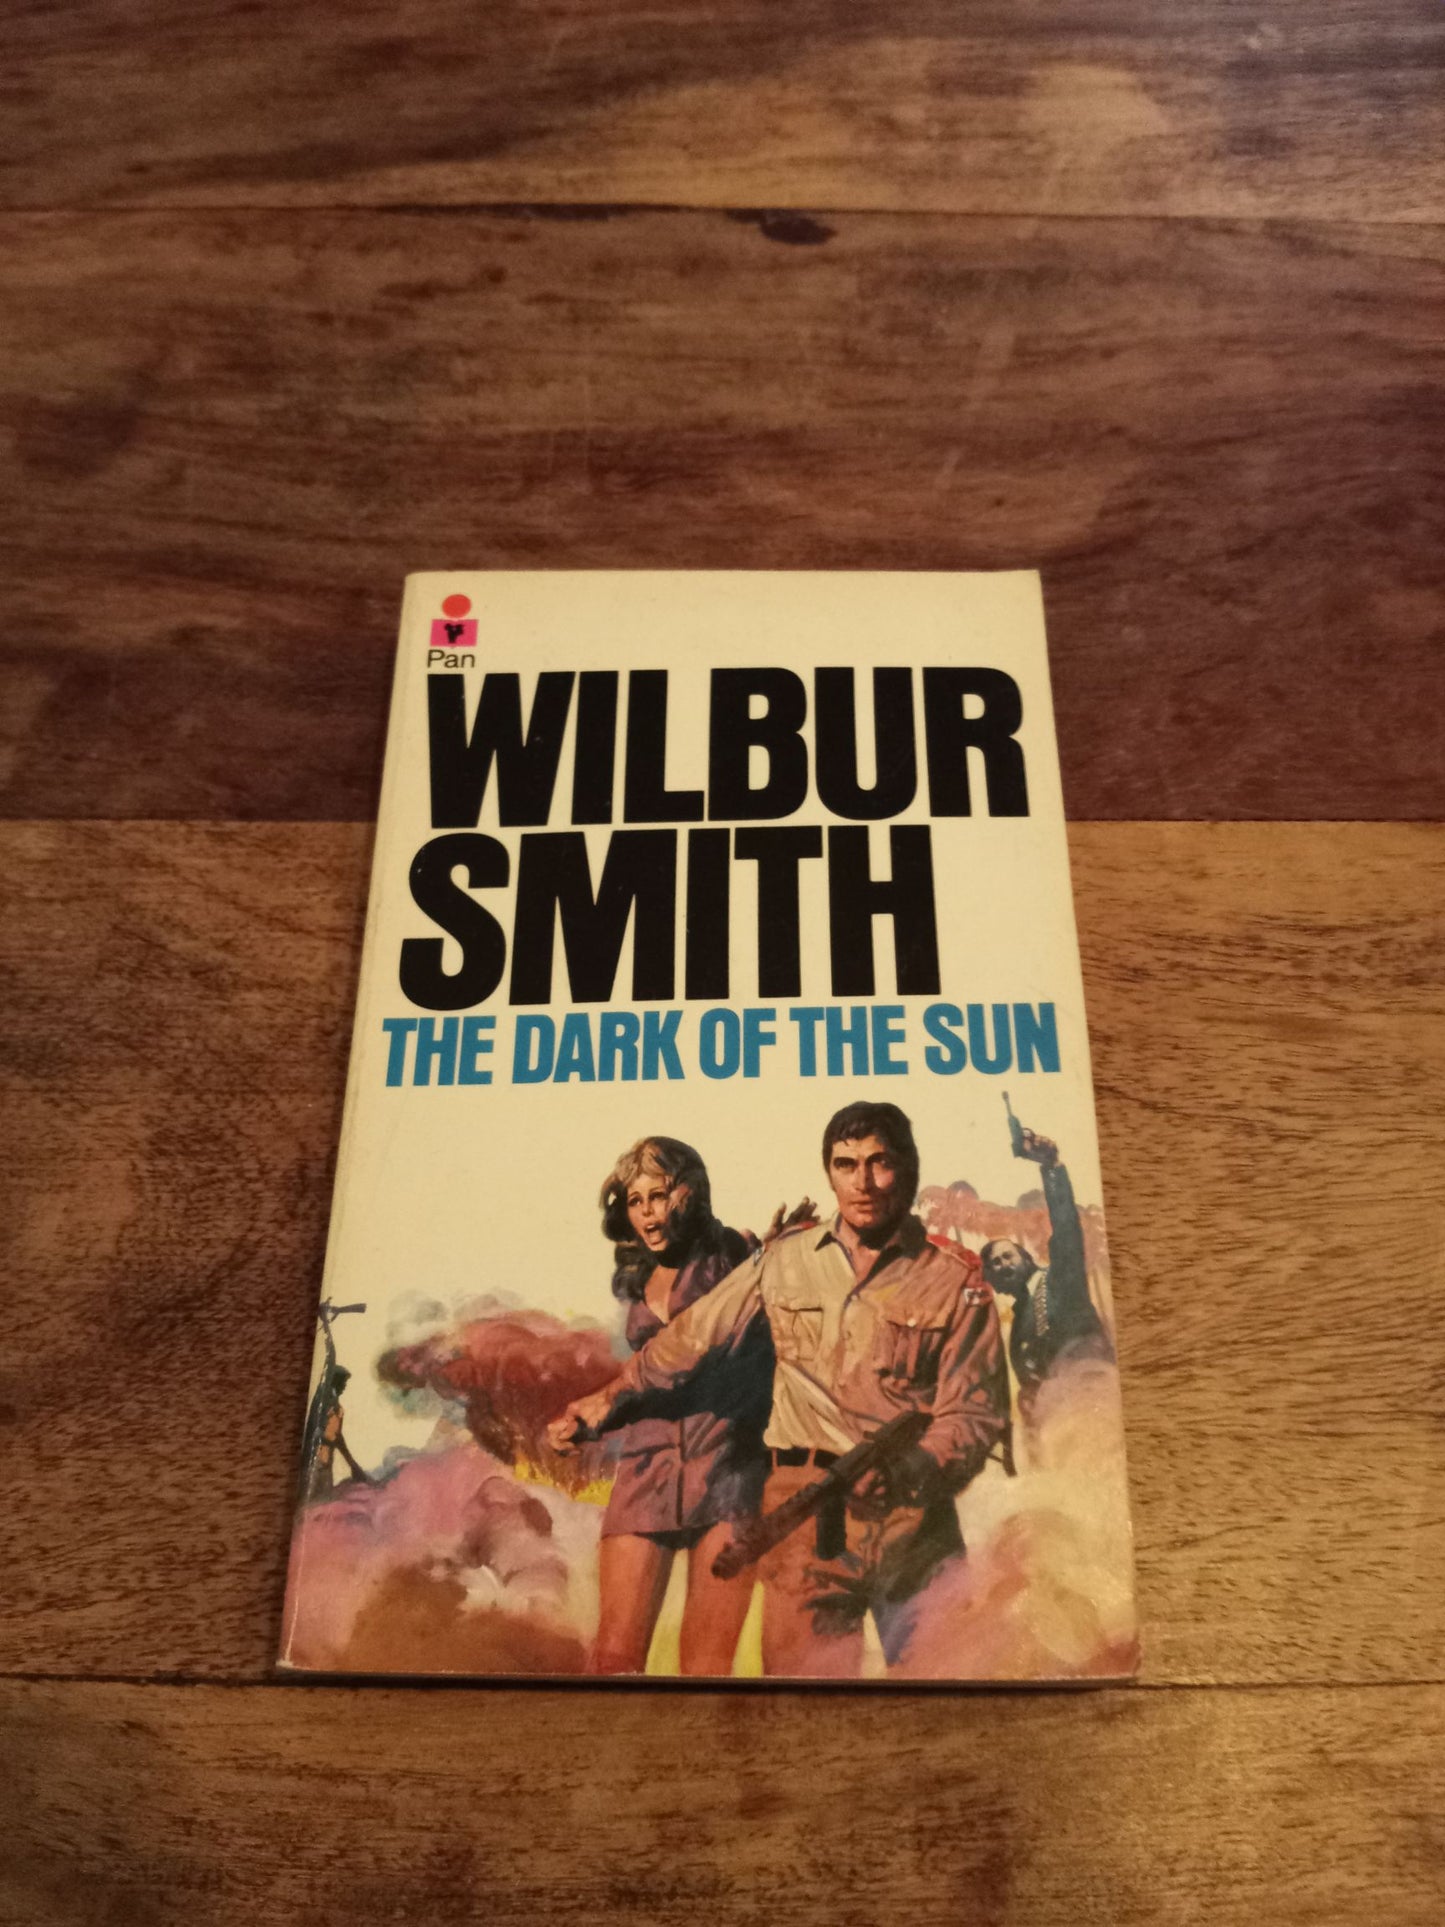 Pan
WILBUR
SMITH
THE DARK OF THE SUN